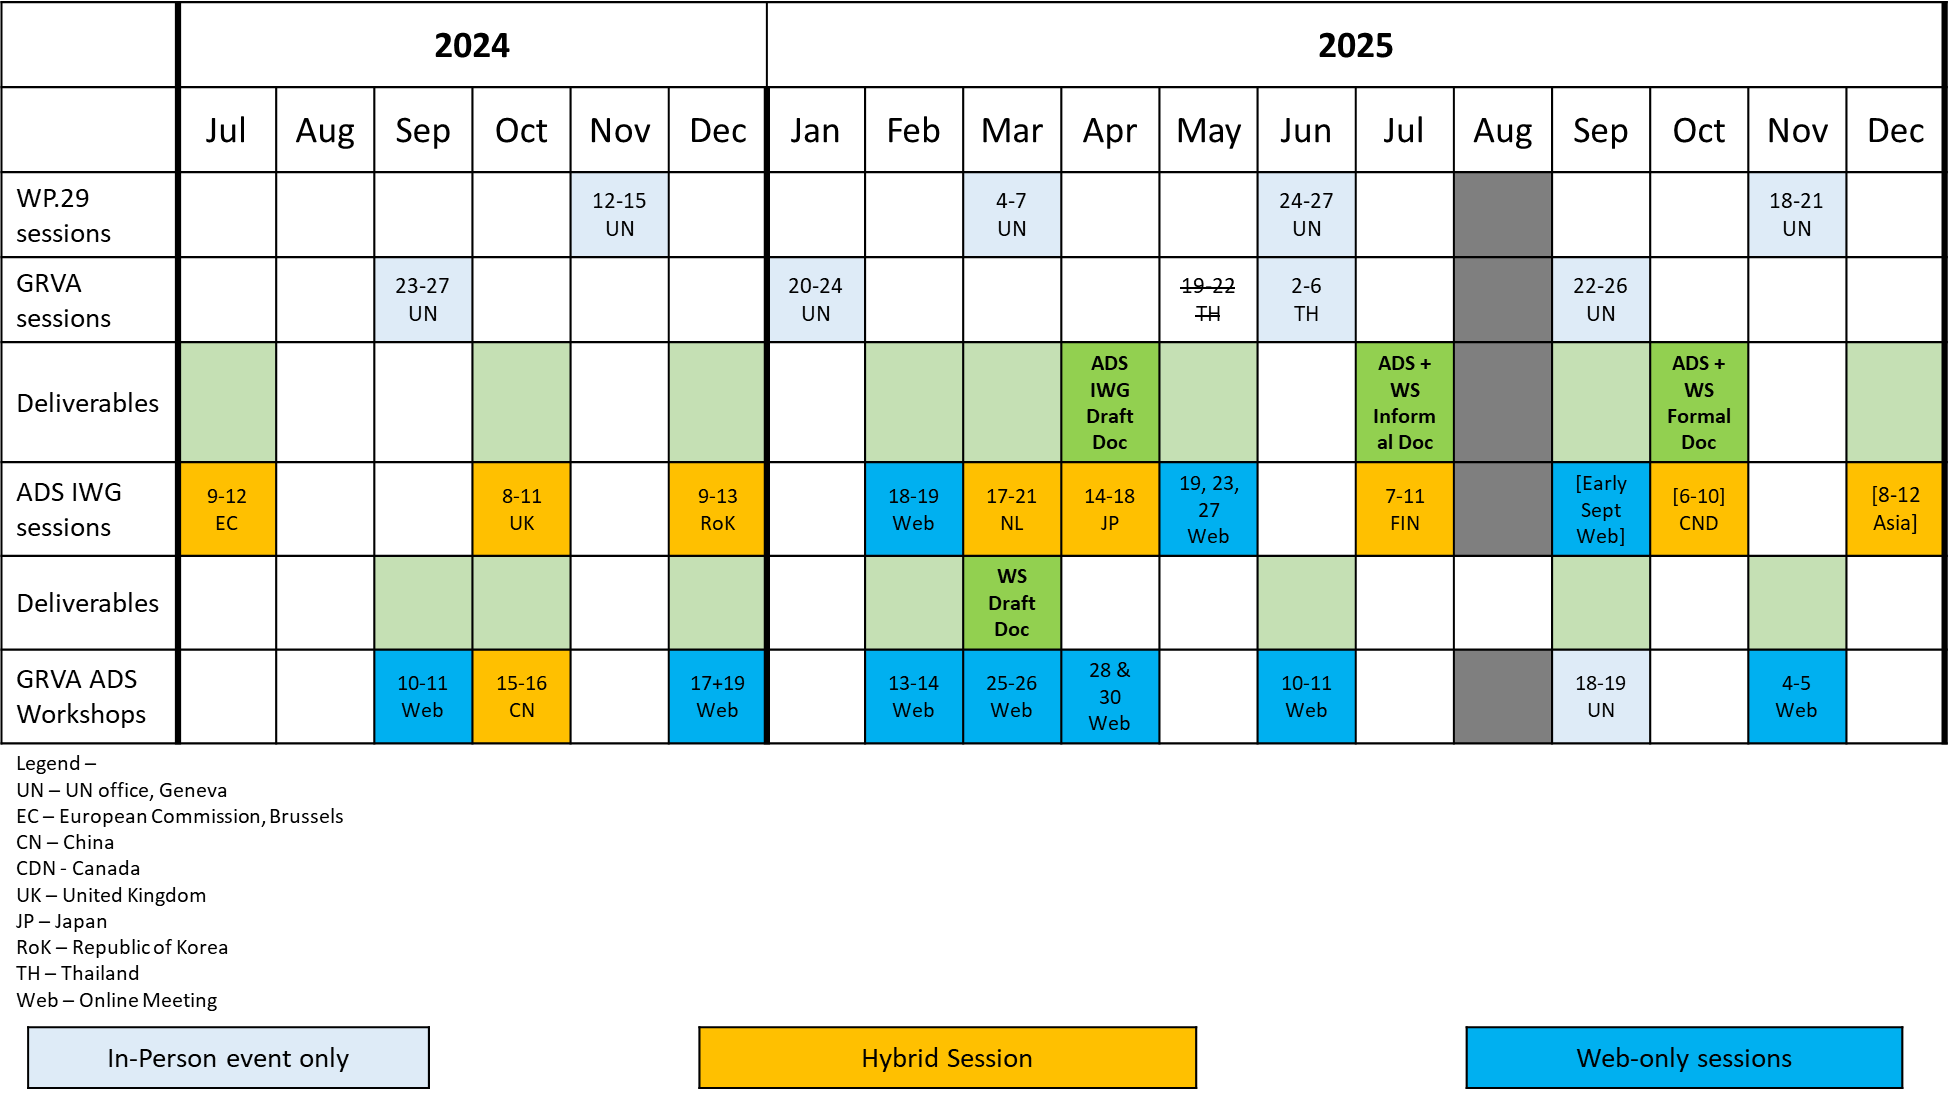 2024
2025
Jul
Aug
Sep
Oct
Nov
Dec
Jan
Feb
Mar
Apr
May
Jun
Jul
Aug
Sep
Oct
Nov
Dec
WP.29
sessions
12-15
UN
4-7
UN
24-27
UN
18-21
UN
GRVA
sessions
23-27
UN
20-24
UN
19-22
TH
2-6
TH
22-26
UN
Deliverables
ADS
IWG
Draft
Doc
ADS +
WS
Inform
al Doc
ADS +
WS
Formal
Doc
ADS IWG
sessions
9-12
EC
8-11
UK
9-13
RoK
18-19
Web
17-21
NL
14-18
JP
19, 23,
27
Web
7-11
FIN
[Early
Sept
Web]
[6-10]
CND
[8-12
Asia]
Deliverables
WS
Draft
Doc
GRVA ADS
Workshops
10-11
Web
15-16
CN
17+19
Web
13-14
Web
25-26
Web
28 &
30
Web
10-11
Web
18-19
UN
4-5
Web
Legend –
UN – UN office, Geneva
EC – European Commission, Brussels
CN – China
CDN - Canada
UK – United Kingdom
JP – Japan
RoK – Republic of Korea
TH – Thailand
Web – Online Meeting
In-Person event only
Hybrid Session
Web-only sessions